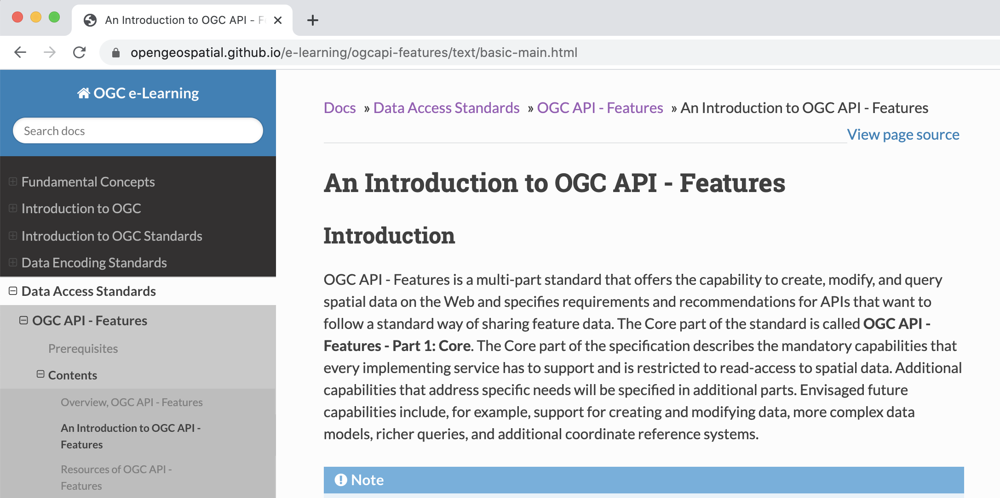 An Introduction to OGC API - F
opengeospatial.github.io/e-learning/ogcapi-features/text/basic-main.html
OGC e-Learning
Search docs
Fundamental Concepts
Introduction to OGC
Introduction to OGC Standards
Data Encoding Standards
Data Access Standards
OGC API - Features
Prerequisites
Contents
Overview, OGC API - Features
An Introduction to OGC API -
Features
Resources of OGC API -
Features
Docs » Data Access Standards » OGC API - Features » An Introduction to OGC API - Features
View page source
An Introduction to OGC API - Features
Introduction
OGC API - Features is a multi-part standard that offers the capability to create, modify, and query
spatial data on the Web and specifies requirements and recommendations for APIs that want to
follow a standard way of sharing feature data. The Core part of the standard is called OGC API -
Features - Part 1: Core. The Core part of the specification describes the mandatory capabilities that
every implementing service has to support and is restricted to read-access to spatial data. Additional
capabilities that address specific needs will be specified in additional parts. Envisaged future
capabilities include, for example, support for creating and modifying data, more complex data
models, richer queries, and additional coordinate reference systems.
Note